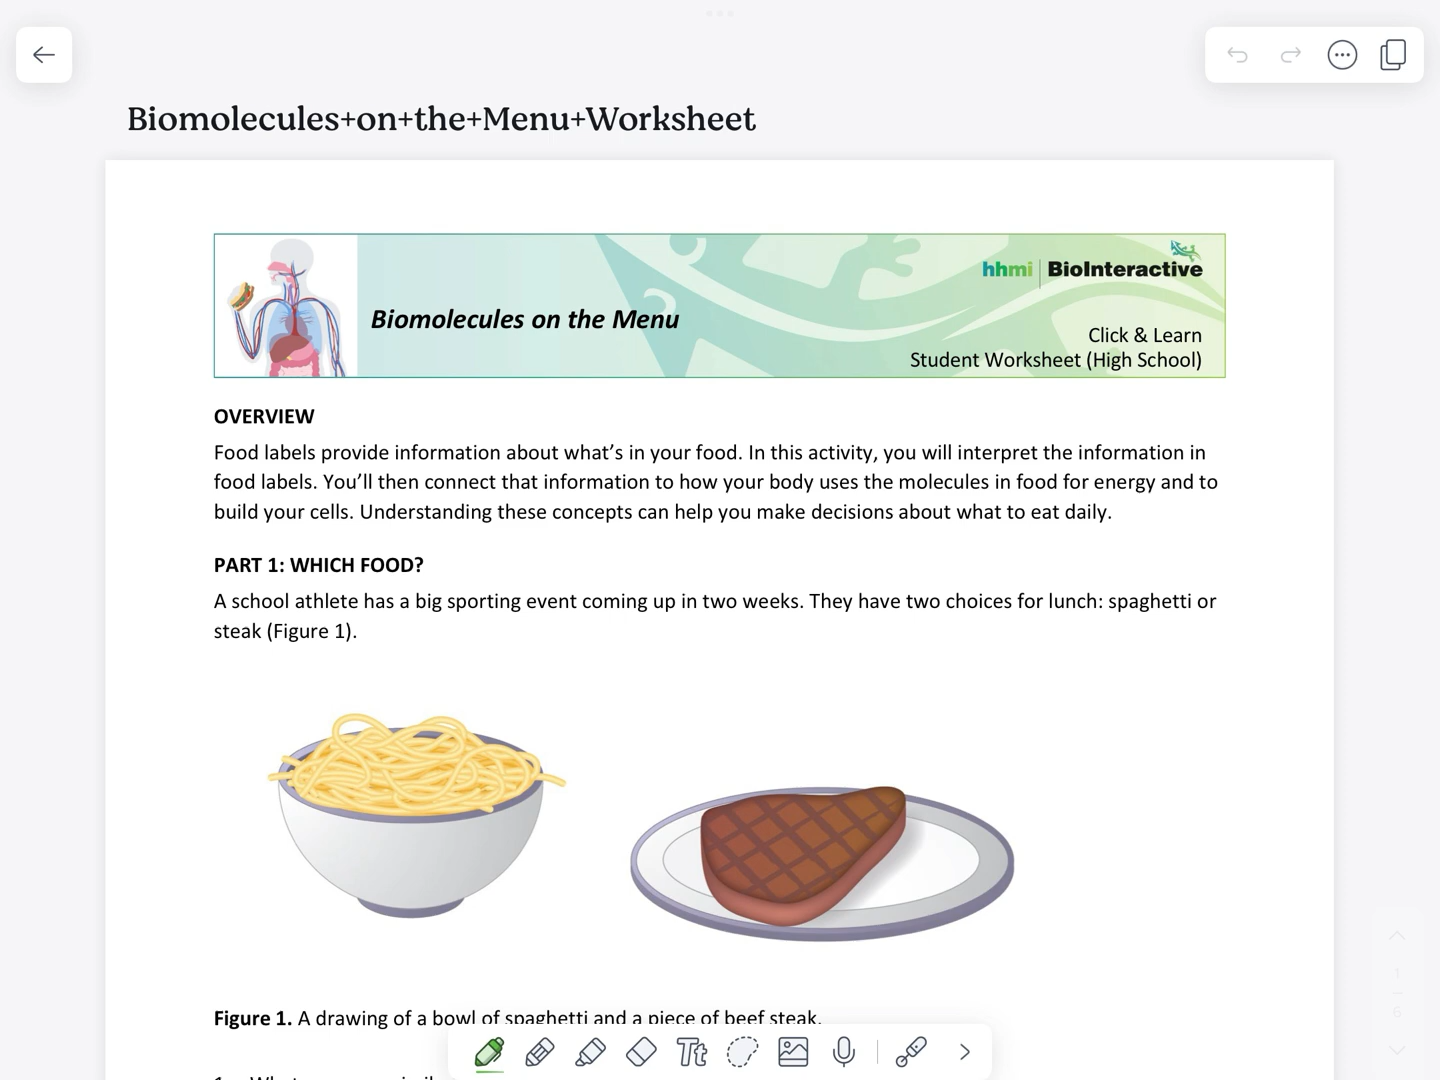 Biomolecules+on+the+Menu+Worksheet
hhmi BioInteractive
Biomolecules on the Menu
Click & Learn
Student Worksheet (High School)
OVERVIEW
Food labels provide information about what’s in your food. In this activity, you will interpret the information in
food labels. You’ll then connect that information to how your body uses the molecules in food for energy and to
build your cells. Understanding these concepts can help you make decisions about what to eat daily.
PART 1: WHICH FOOD?
A school athlete has a big sporting event coming up in two weeks. They have two choices for lunch: spaghetti or
steak (Figure 1).
1
6
Figure 1. A drawing of a bowl of spaghetti and a piece of beef steak.
Tt